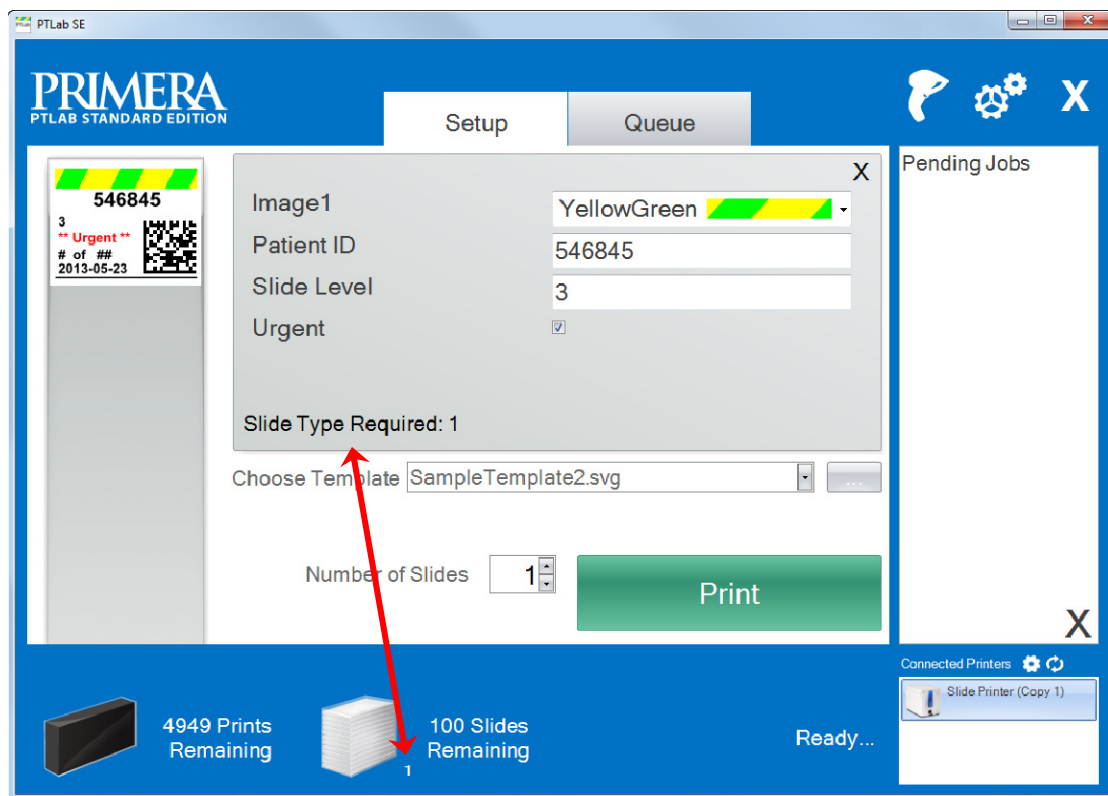 PTLab SE
PRIMERA
PTLAB STANDARD EDITION
Setup
Queue
X
546845
3
** Urgent **
# of ##
2013-05-23
X
Image1
YellowGreen
Patient ID
546845
Slide Level
3
Urgent
Slide Type Required: 1
Choose Template
SampleTemplate2.svg
...
Number of Slides
1
Print
Pending Jobs
X
4949 Prints
Remaining
1
100 Slides
Remaining
Ready...
Connected Printers
Slide Printer (Copy 1)